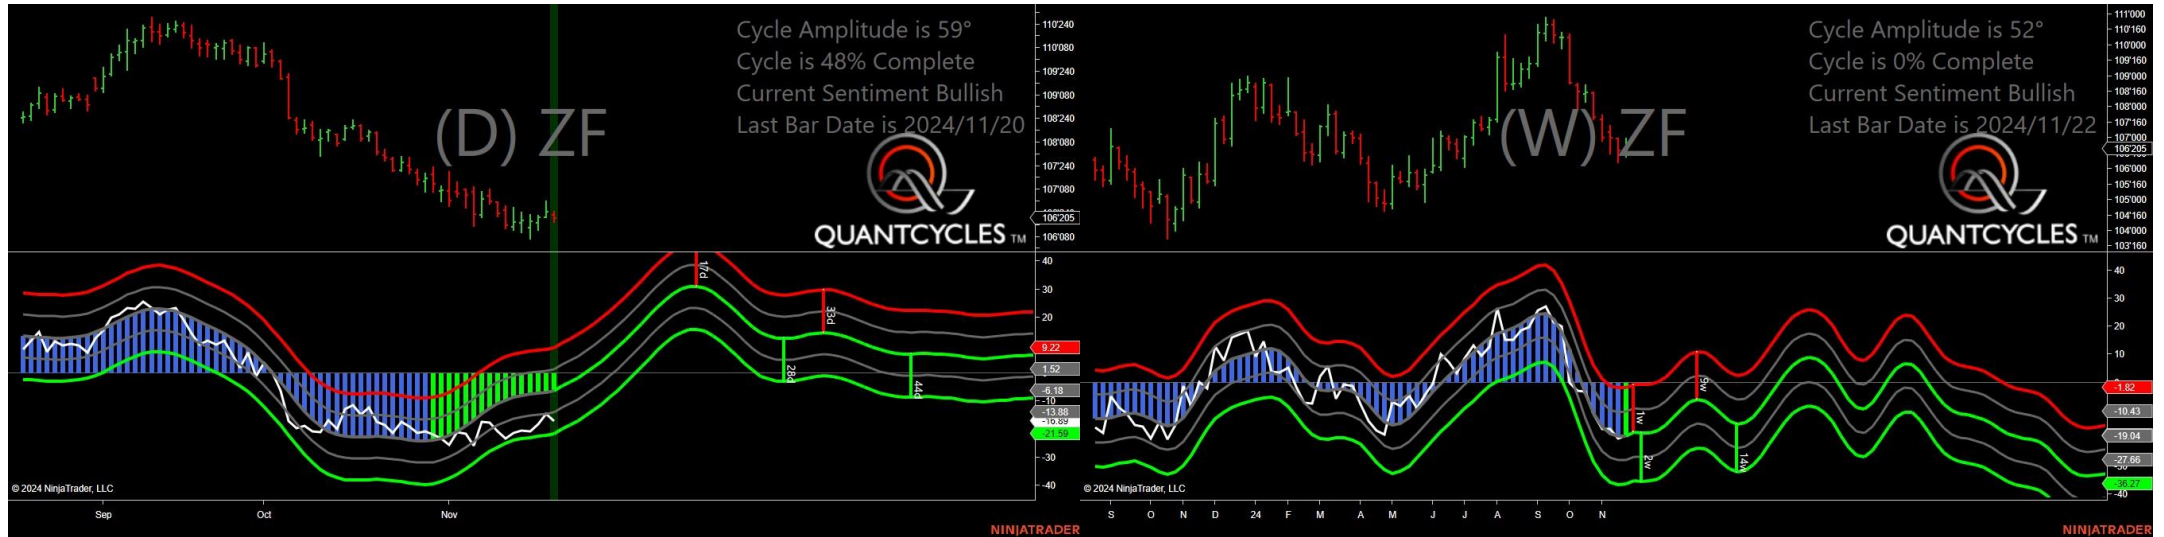 Cycle Amplitude is 59°
Cycle is 48% Complete
Current Sentiment Bullish
Last Bar Date is 2024/11/20
(D) ZF
QUANTCYCLES TM
110'240
110'080
109'240
109'080
108'240
108'080
107'240
107'080
106'205
106'080
17d
33d
28d
44d
40
30
20
9.22
1.52
-6.18
-10
-13.88
-16.89
-21.59
-30
-40
© 2024 NinjaTrader, LLC
Sep Oct Nov
NINJATRADER
Cycle Amplitude is 52°
Cycle is 0% Complete
Current Sentiment Bullish
Last Bar Date is 2024/11/22
(W) ZF
QUANTCYCLES TM
111'000
110'160
110'000
109'160
109'000
108'160
108'000
107'160
107'000
106'205
106'000
105'160
105'000
104'160
104'000
103'160
1w
2w
9w
14w
40
30
20
10
-1.82
-10.43
-19.04
-27.66
-36.27
-40
© 2024 NinjaTrader, LLC
S O N D 24 F M A M J J A S O N
NINJATRADER